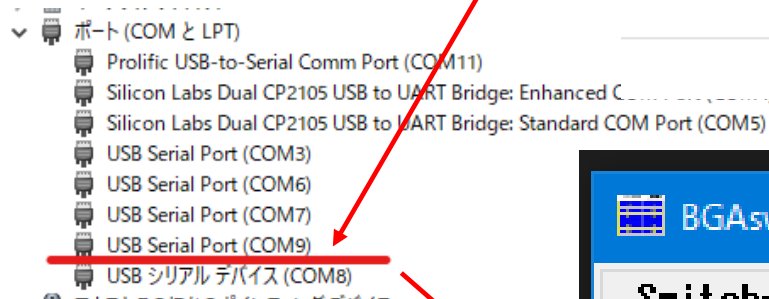 ポート (COM と LPT)
Prolific USB-to-Serial Comm Port (COM11)
Silicon Labs Dual CP2105 USB to UART Bridge: Enhanced
Silicon Labs Dual CP2105 USB to UART Bridge: Standard COM Port (COM5)
USB Serial Port (COM3)
USB Serial Port (COM6)
USB Serial Port (COM7)
USB Serial Port (COM9)
USB シリアル デバイス (COM8)
BGAsw